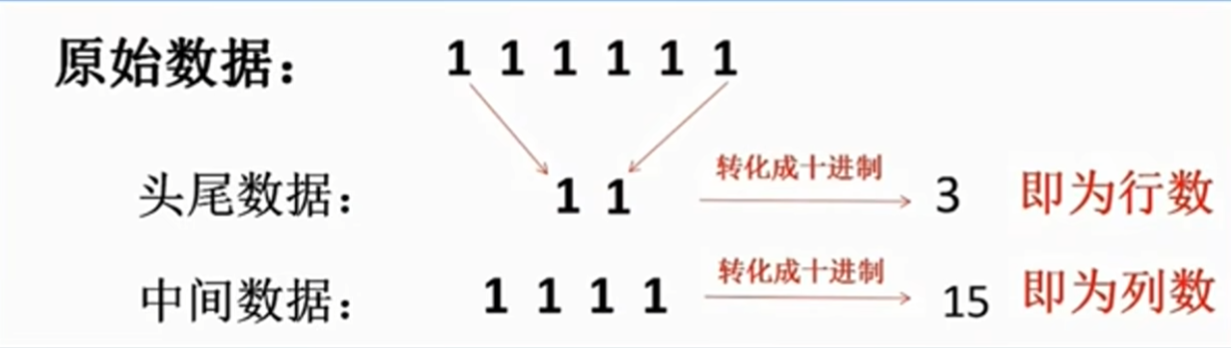 原始数据： 1 1 1 1 1 1
头尾数据： 1 1 转化成十进制 3 即为行数
中间数据： 1 1 1 1 转化成十进制 15 即为列数